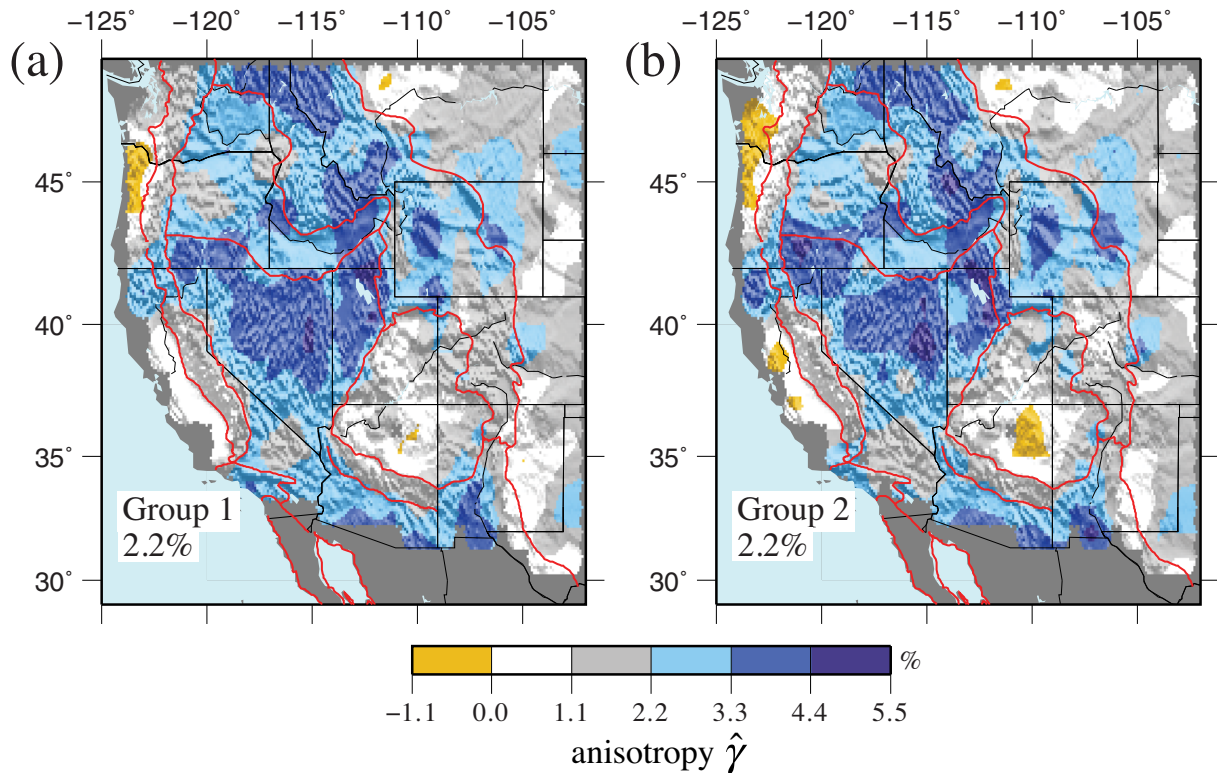 −125˚ −120˚ −115˚ −110˚ −105˚ −125˚ −120˚ −115˚ −110˚ −105˚
(a) (b)
45˚ 45˚
40˚ 40˚
35˚ 35˚
30˚ 30˚
Group 1
2.2%
Group 2
2.2%
%
−1.1 0.0 1.1 2.2 3.3 4.4 5.5
anisotropy γ̂